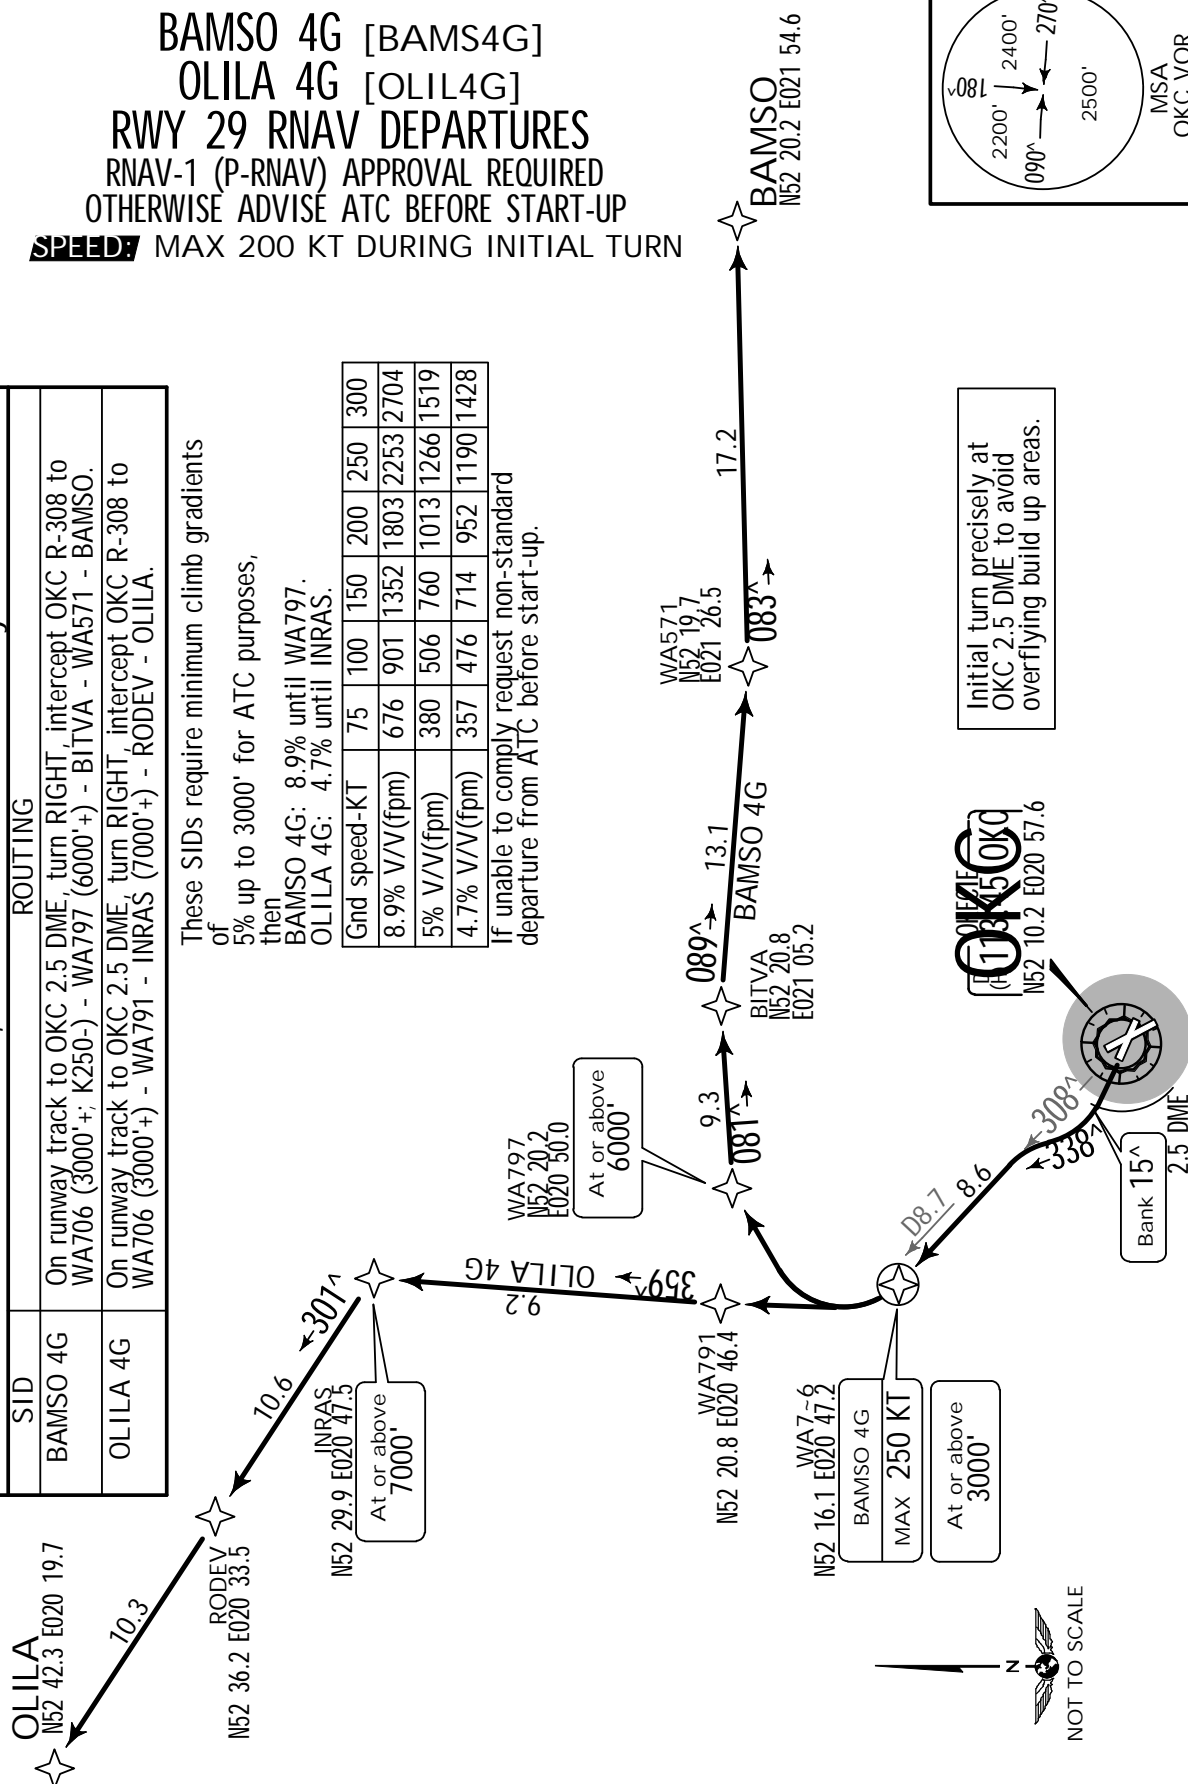 BAMSO 4G [BAMS4G]
OLILA 4G [OLIL4G]
RWY 29 RNAV DEPARTURES
RNAV-1 (P-RNAV) APPROVAL REQUIRED
OTHERWISE ADVISE ATC BEFORE START-UP
SPEED: MAX 200 KT DURING INITIAL TURN
180^
2200'
2400'
090^
270^
2500'
MSA
OKC VOR
SID ROUTING
BAMSO 4G On runway track to OKC 2.5 DME, turn RIGHT, intercept OKC R-308 to
WA706 (3000'+; K250-) - WA797 (6000'+) - BITVA - WA571 - BAMSO.
OLILA 4G On runway track to OKC 2.5 DME, turn RIGHT, intercept OKC R-308 to
WA706 (3000'+) - WA791 - INRAS (7000'+) - RODEV - OLILA.
These SIDs require minimum climb gradients
of
5% up to 3000' for ATC purposes,
then
BAMSO 4G: 8.9% until WA797.
OLILA 4G: 4.7% until INRAS.
Gnd speed-KT 75 100 150 200 250 300
8.9% V/V(fpm) 676 901 1352 1803 2253 2704
5% V/V(fpm) 380 506 760 1013 1266 1519
4.7% V/V(fpm) 357 476 714 952 1190 1428
If unable to comply request non-standard
departure from ATC before start-up.
OLILA
N52 42.3 E020 19.7
10.3
RODEV
N52 36.2 E020 33.5
10.6
301^
INRAS
N52 29.9 E020 47.5
At or above
7000'
OLILA 4G
9.2
359^
WA791
N52 20.8 E020 46.4
WA797
N52 20.2
E020 50.0
At or above
6000'
9.3
081^
BITVA
N52 20.8
E021 05.2
089^
13.1
BAMSO 4G
WA571
N52 19.7
E021 26.5
083^
17.2
BAMSO
N52 20.2 E021 54.6
WA7~6
N52 16.1 E020 47.2
BAMSO 4G
MAX 250 KT
At or above
3000'
D8.7
8.6
308^
338^
Bank 15^
2.5 DME
OKC
N52 10.2 E020 57.6
Initial turn precisely at
OKC 2.5 DME to avoid
overflying build up areas.
N
NOT TO SCALE